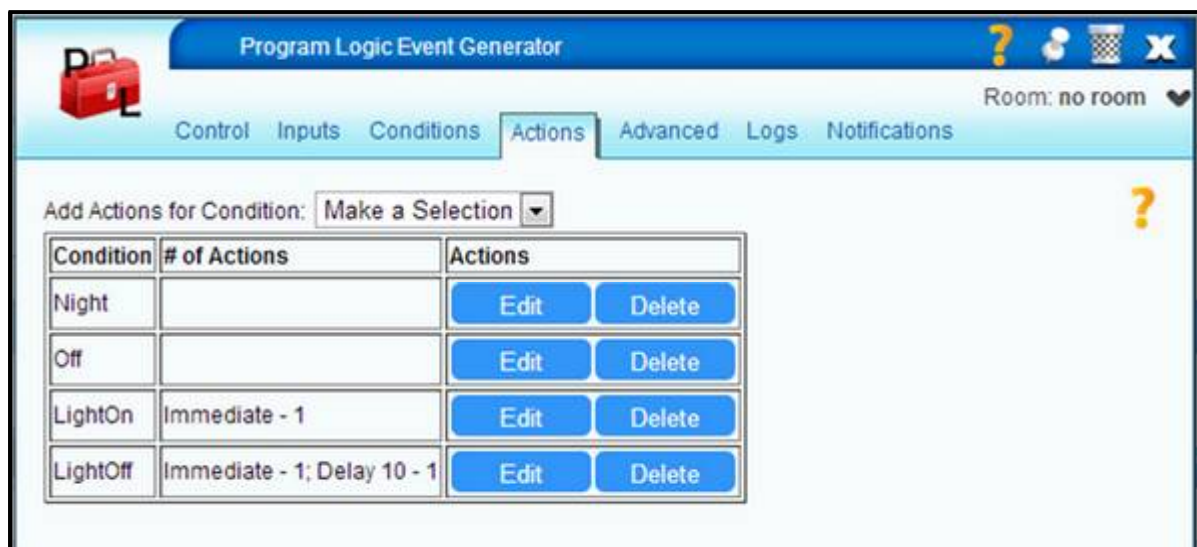 PL
Program Logic Event Generator
?
Room: no room
Control Inputs Conditions Actions Advanced Logs Notifications
Add Actions for Condition: Make a Selection
?
Condition # of Actions Actions
Night Edit Delete
Off Edit Delete
LightOn Immediate - 1 Edit Delete
LightOff Immediate - 1; Delay 10 - 1 Edit Delete